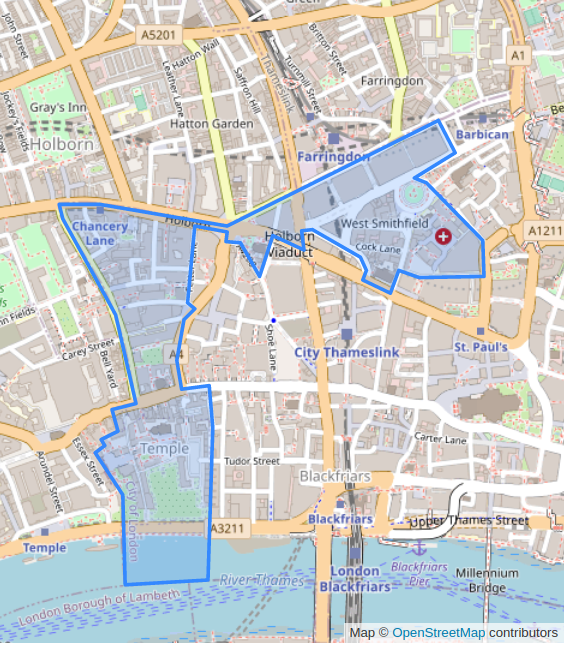 A5201
Green
John Street
Hatton Wall
Britton Street
Turnmill Street
Thameslink
A1
Leather Lane
Saffron Hill
Farringdon
Gray's Inn
Jockey's Fields
Hatton Garden
Holborn
Farringdon
Barbican
Be
Chancery
Lane
Holborn
Holborn
Viaduct
West Smithfield
Cock Lane
A1211
Carey Street
Bell Yard
Shoe Lane
A4
City Thameslink
St. Paul's
Essex Street
Arundel Street
Temple
Tudor Street
Carter Lane
Blackfriars
City of London
Temple
A3211
Blackfriars
Upper Thames Street
London
Blackfriars
Blackfriars
Pier
Millennium
Bridge
River Thames
London Borough of Lambeth
Map © OpenStreetMap contributors